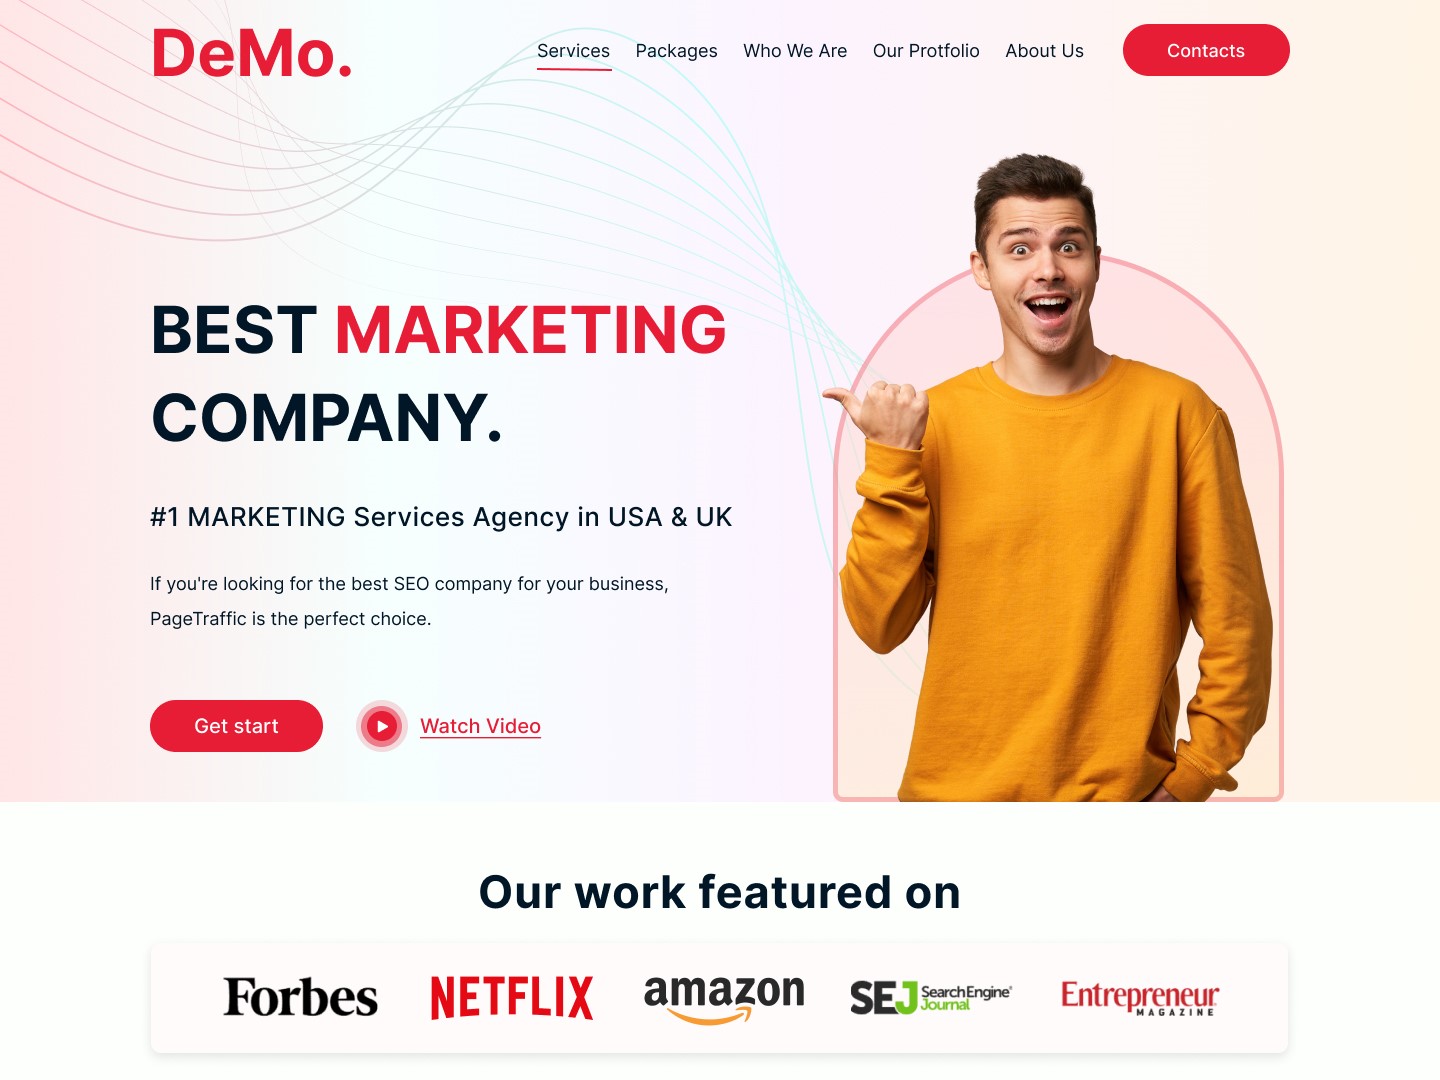 DeMo.
Services Packages Who We Are Our Protfolio About Us Contacts
BEST MARKETING
COMPANY.
#1 MARKETING Services Agency in USA & UK
If you're looking for the best SEO company for your business,
PageTraffic is the perfect choice.
Get start Watch Video
Our work featured on
Forbes NETFLIX amazon SEJ Search Engine® Journal Entrepreneur MAGAZINE